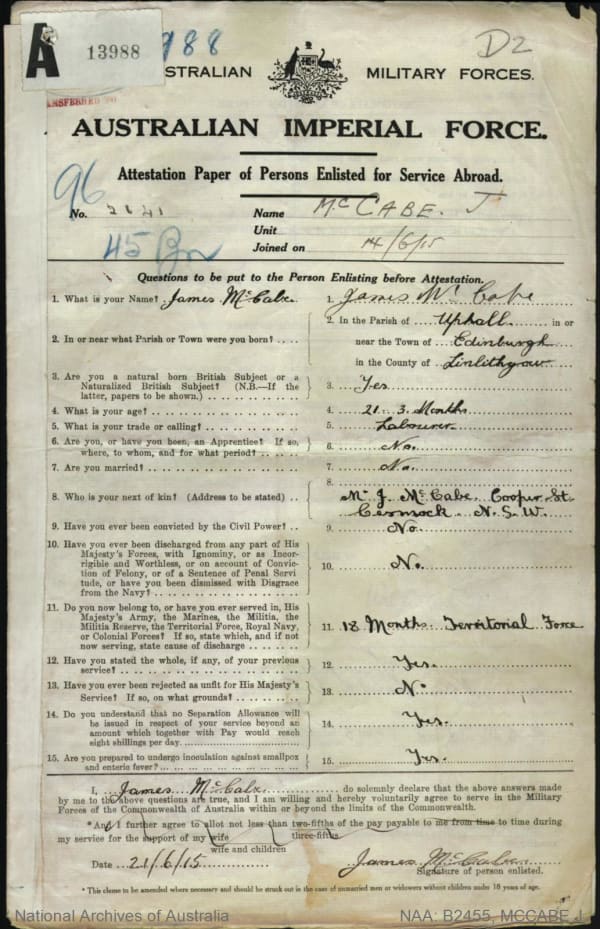 A 13988
988
D2
AUSTRALIAN MILITARY FORCES.
TRANSFERRED TO
AUSTRALIAN IMPERIAL FORCE.
Attestation Paper of Persons Enlisted for Service Abroad.
96
No. 2141 Name McCABE. J
Unit
45 Bn
Joined on 14/6/15
Questions to be put to the Person Enlisting before Attestation.
1. What is your Name? James McCabe 1. James McCabe
2. In or near what Parish or Town were you born? 2. In the Parish of Uphall in or
near the Town of Edinburgh
in the County of Linlithgow
3. Are you a natural born British Subject or a
Naturalized British Subject? (N.B.—If the
latter, papers to be shown.) 3. Yes
4. What is your age? 4. 21 3 Months
5. What is your trade or calling? 5. Labourer
6. Are you, or have you been, an Apprentice? If so,
where, to whom, and for what period? 6. No.
7. Are you married? 7. No.
8. Who is your next of kin? (Address to be stated) 8. Mr J. McCabe Cooper St.
Cessnock N.S.W.
9. Have you ever been convicted by the Civil Power? 9. No.
10. Have you ever been discharged from any part of His
Majesty's Forces, with Ignominy, or as Incor-
rigible and Worthless, or on account of Convic-
tion of Felony, or of a Sentence of Penal Servi
tude, or have you been Dismissed with Disgrace
from the Navy? 10. No.
11. Do you now belong to, or have you ever served in, His
Majesty's Army, the Marines, the Militia, the
Militia Reserve, the Territorial Force, Royal Navy,
or Colonial Forces? If so, state which, and if not
now serving, state cause of discharge 11. 18 Months Territorial Force
12. Have you stated the whole, if any, of your previous
service? 12. Yes.
13. Have you ever been rejected as unfit for His Majesty's
Service? If so, on what grounds? 13. No
14. Do you understand that no Separation Allowance will
be issued in respect of your service beyond an
amount which together with Pay would reach
eight shillings per day 14. Yes.
15. Are you prepared to undergo inoculation against smallpox
and enteric fever? 15. Yes.
I, James McCabe do solemnly declare that the above answers made
by me to the above questions are true, and I am willing and hereby voluntarily agree to serve in the Military
Forces of the Commonwealth of Australia within or beyond the limits of the Commonwealth.
*And I further agree to allot not less than two-fifths of the pay payable to me from time to time during
three-fifths
my service for the support of my wife
wife and children
Date 21/6/15 James McCabe
Signature of person enlisted.
*This clause to be amended where necessary and should be struck out in the case of unmarried men or widowers without children under 18 years of age.
National Archives of Australia NAA: B2455, MCCABE J